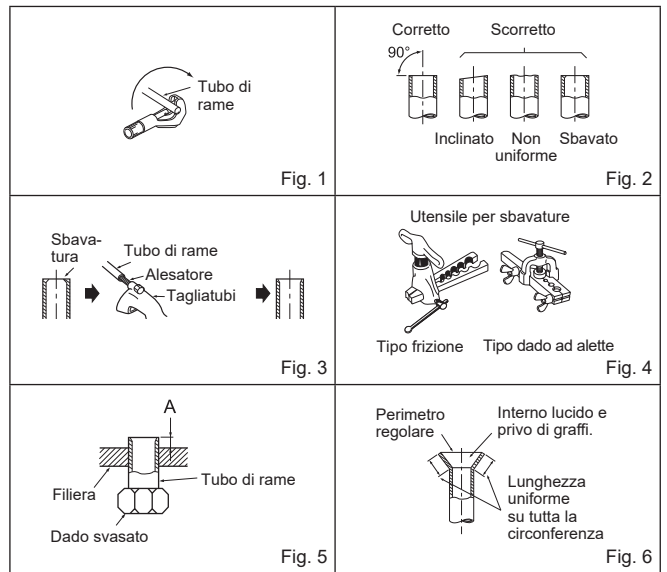 Tubo di
rame
Fig. 1
Corretto
Scorretto
90°
Inclinato
Non
uniforme
Sbavato
Fig. 2
Sbava-
tura
Tubo di rame
Alesatore
Tagliatubi
Fig. 3
Utensile per sbavature
Tipo frizione
Tipo dado ad alette
Fig. 4
A
Filiera
Tubo di rame
Dado svasato
Fig. 5
Perimetro
regolare
Interno lucido e
privo di graffi.
Lunghezza
uniforme
su tutta la
circonferenza
Fig. 6